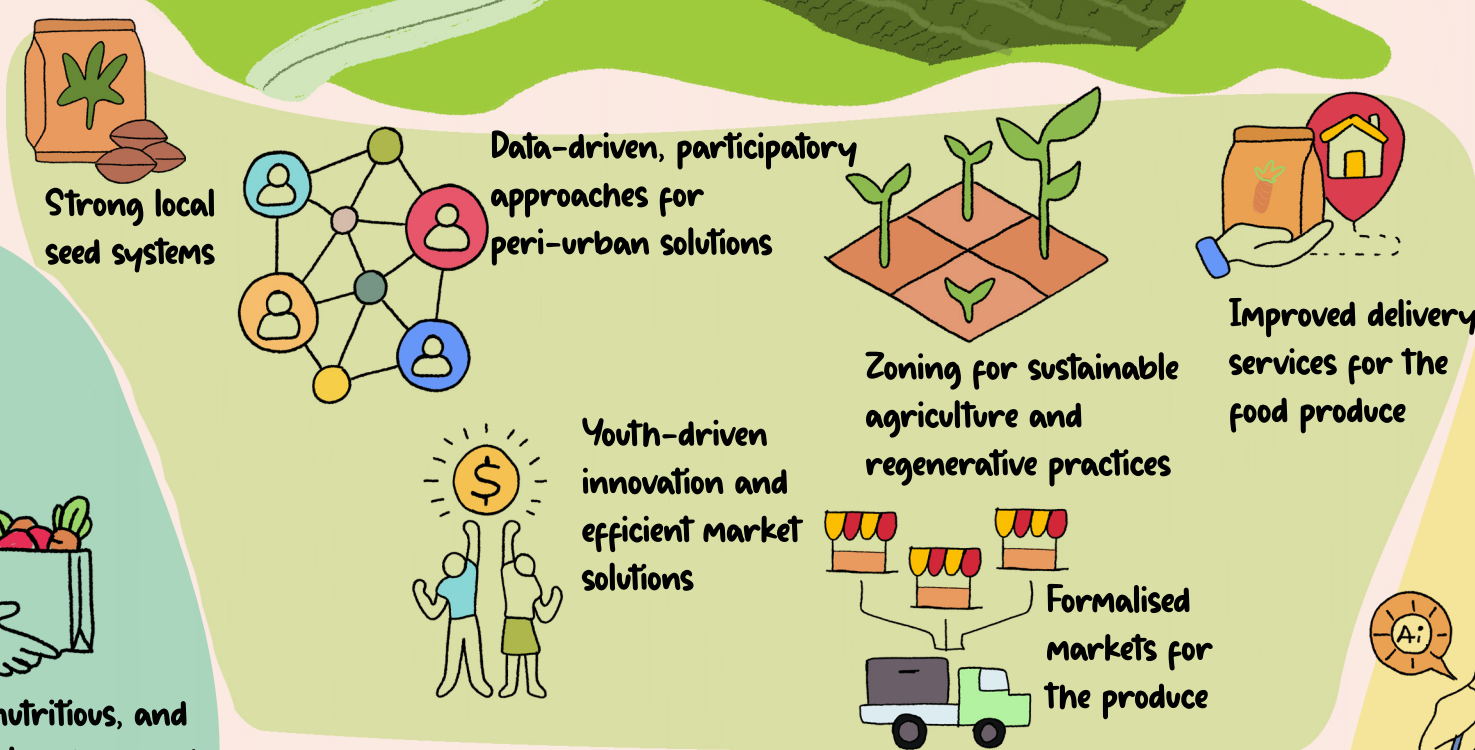 Strong local
seed systems
Data-driven, participatory
approaches for
peri-urban solutions
Zoning for sustainable
agriculture and
regenerative practices
Improved delivery
services for the
food produce
$
Youth-driven
innovation and
efficient market
solutions
Formalised
markets for
the produce
Ai
nutritious, and